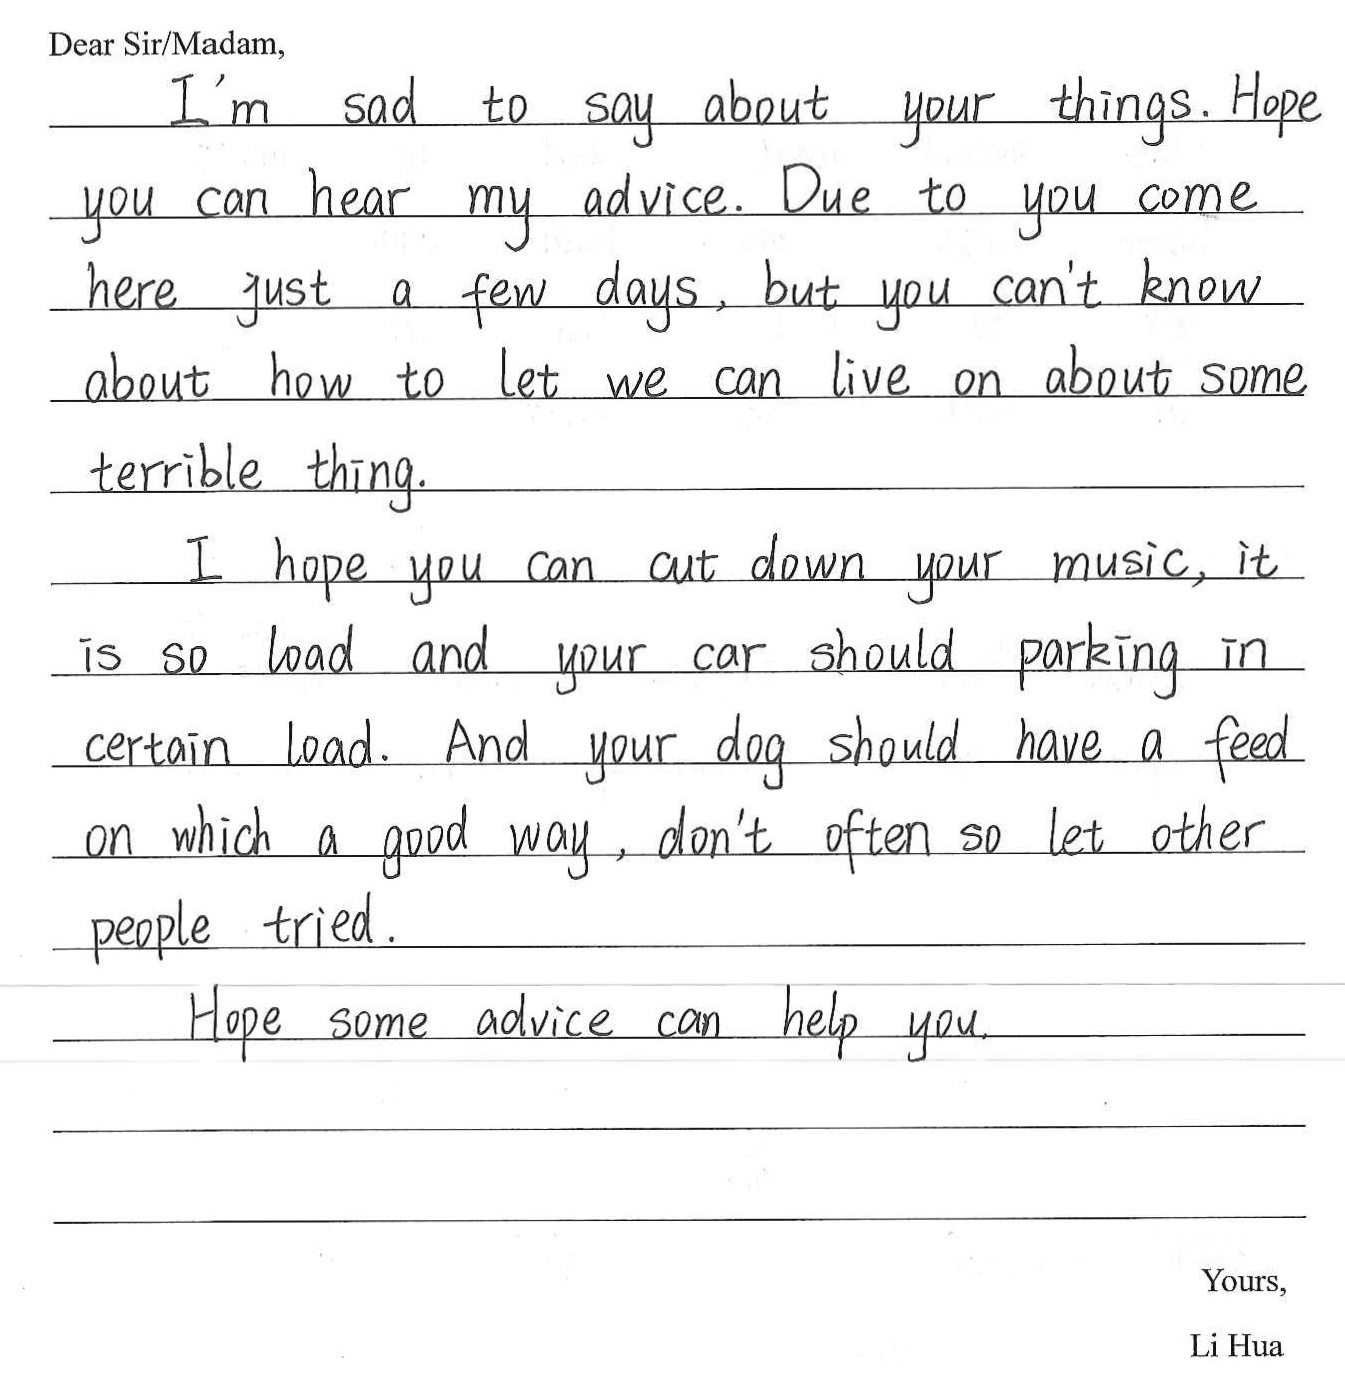 Dear Sir/Madam,
I'm sad to say about your things. Hope
you can hear my advice. Due to you come
here just a few days, but you can't know
about how to let we can live on about some
terrible thing.
I hope you can cut down your music, it
is so load and your car should parking in
certain load. And your dog should have a feed
on which a good way, don't often so let other
people tried.
Hope some advice can help you.
Yours,
Li Hua